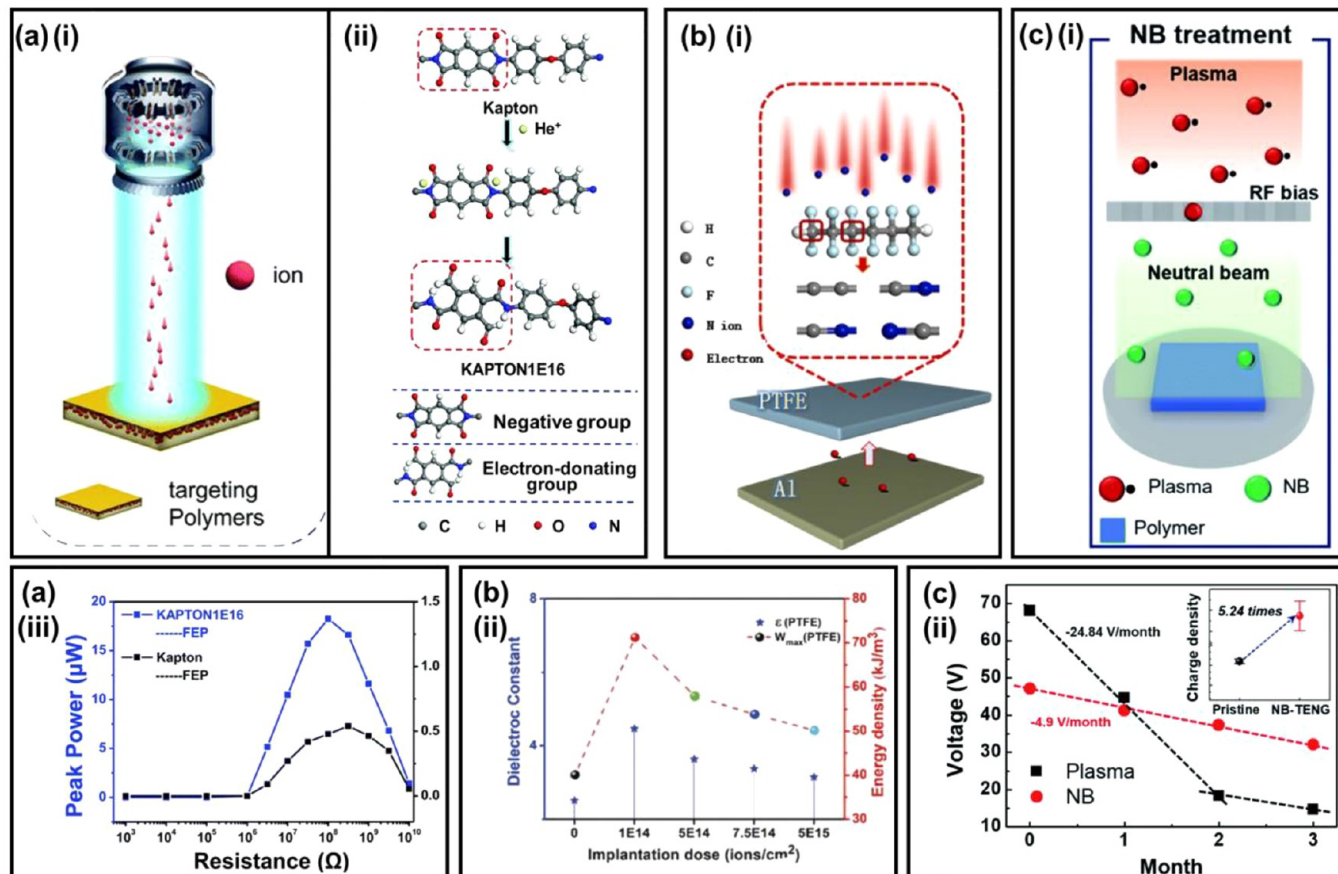 (a) (i)
ion
targeting
Polymers
(ii)
Kapton
He⁺
KAPTON1E16
Negative group
Electron-donating
group
C H O N
(b) (i)
H
C
F
N ion
Electron
PTFE
Al
(c) (i)
NB treatment
Plasma
RF bias
Neutral beam
Plasma NB
Polymer
(a)
(iii)
KAPTON1E16
FEP
Kapton
FEP
Peak Power (μW)
20
15
10
5
0
1.5
1.0
0.5
0.0
10³ 10⁴ 10⁵ 10⁶ 10⁷ 10⁸ 10⁹ 10¹⁰
Resistance (Ω)
(b)
ii)
ε (PTFE)
Wmax(PTFE)
Dielectroc Constant
8
4
Energy density (kJ/m³)
80
70
60
50
40
30
0 1E14 5E14 7.5E14 5E15
Implantation dose (ions/cm²)
(c)
ii)
Voltage (V)
70
60
50
40
30
20
10
-24.84 V/month
-4.9 V/month
Charge density
5.24 times
Pristine NB-TENG
Plasma
NB
0 1 2 3
Month